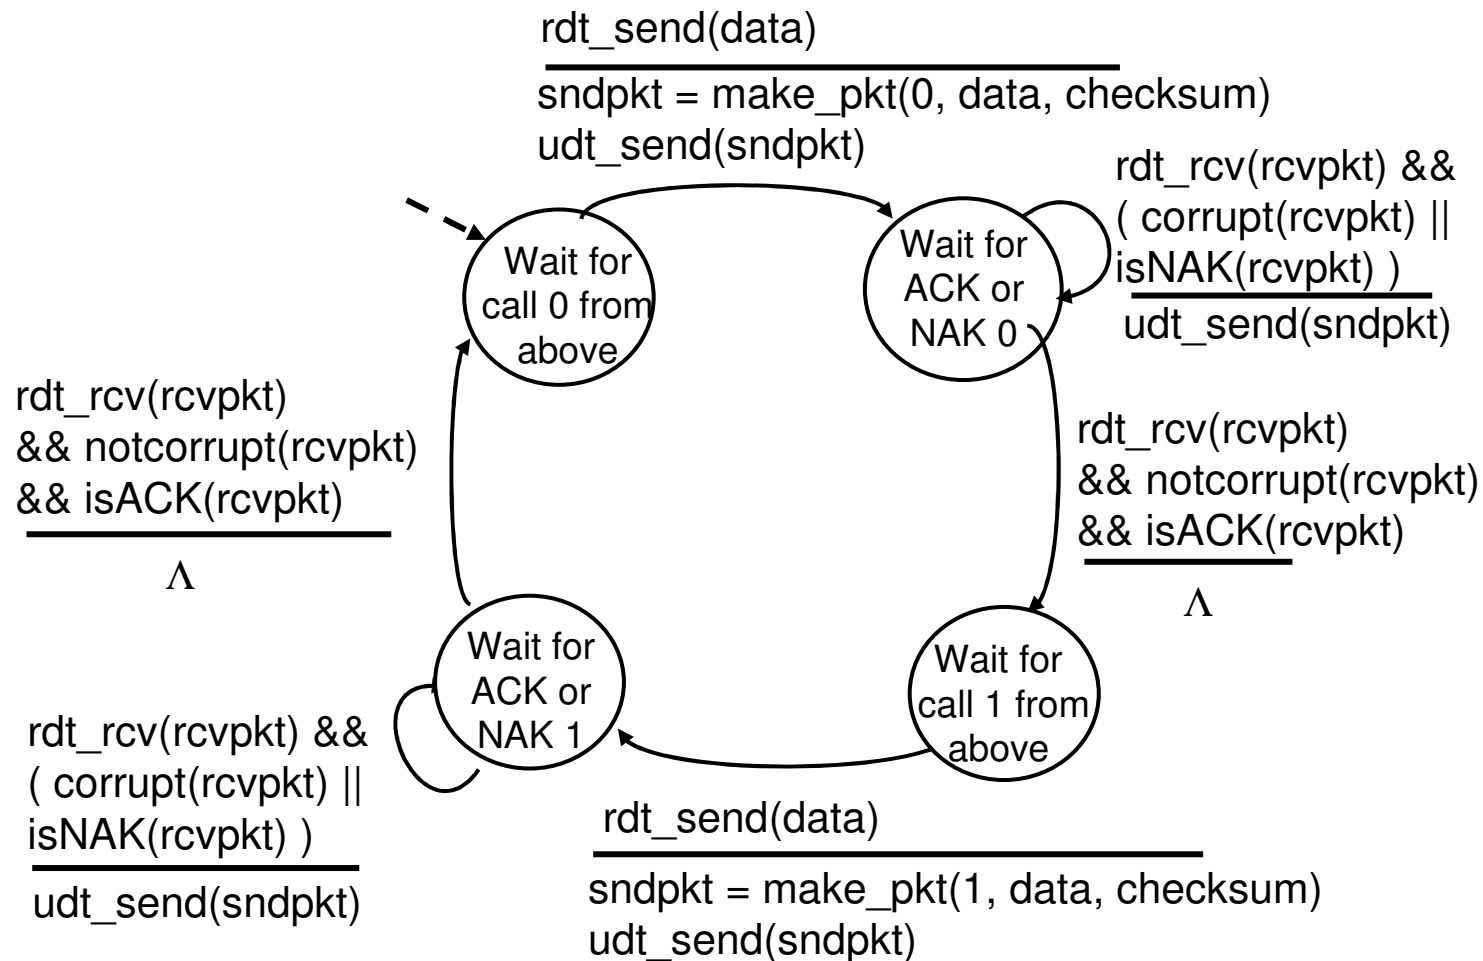 rdt_send(data)
sndpkt = make_pkt(0, data, checksum)
udt_send(sndpkt)
Wait for
call 0 from
above
Wait for
ACK or
NAK 0
rdt_rcv(rcvpkt) &&
( corrupt(rcvpkt) ||
isNAK(rcvpkt) )
udt_send(sndpkt)
rdt_rcv(rcvpkt)
&& notcorrupt(rcvpkt)
&& isACK(rcvpkt)
Λ
rdt_rcv(rcvpkt)
&& notcorrupt(rcvpkt)
&& isACK(rcvpkt)
Λ
Wait for
ACK or
NAK 1
Wait for
call 1 from
above
rdt_rcv(rcvpkt) &&
( corrupt(rcvpkt) ||
isNAK(rcvpkt) )
udt_send(sndpkt)
rdt_send(data)
sndpkt = make_pkt(1, data, checksum)
udt_send(sndpkt)